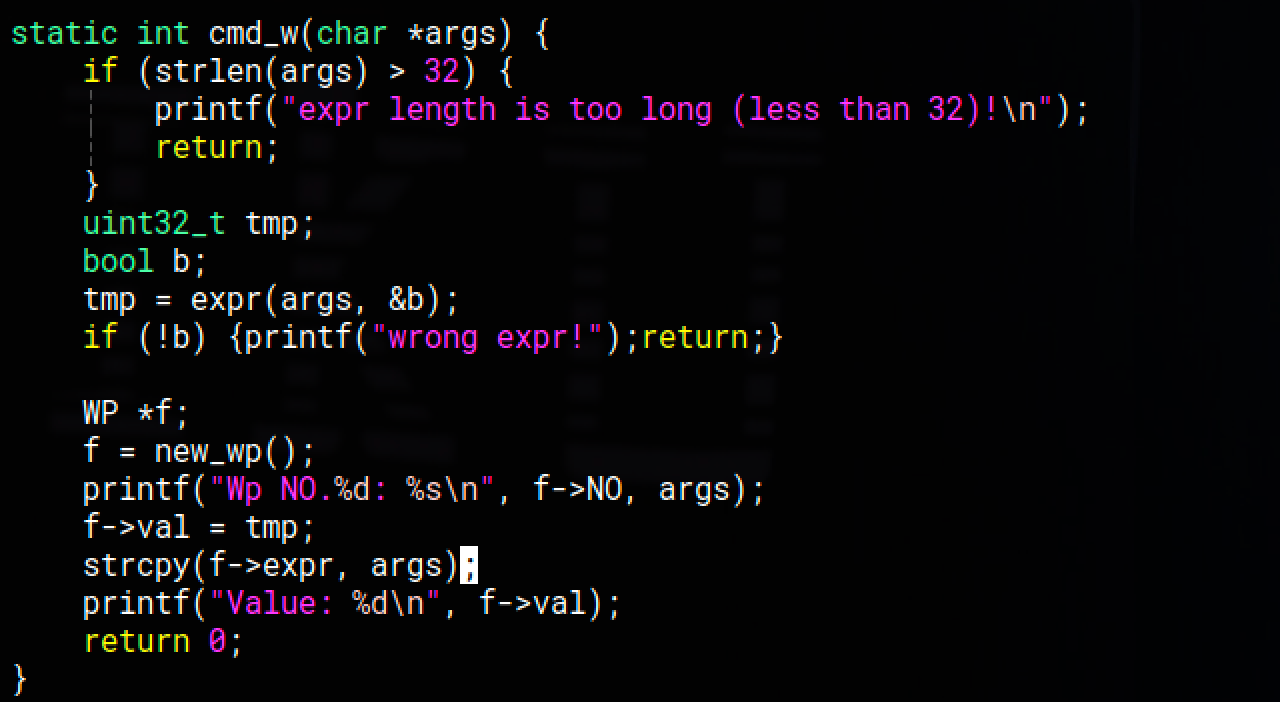 static int cmd_w(char *args) {
    if (strlen(args) > 32) {
        printf("expr length is too long (less than 32)!\n");
        return;
    }
    uint32_t tmp;
    bool b;
    tmp = expr(args, &b);
    if (!b) {printf("wrong expr!");return;}

    WP *f;
    f = new_wp();
    printf("Wp NO.%d: %s\n", f->NO, args);
    f->val = tmp;
    strcpy(f->expr, args);
    printf("Value: %d\n", f->val);
    return 0;
}